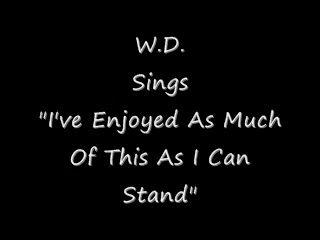 W.D.
Sings
"I've Enjoyed As Much
Of This As I Can
Stand"